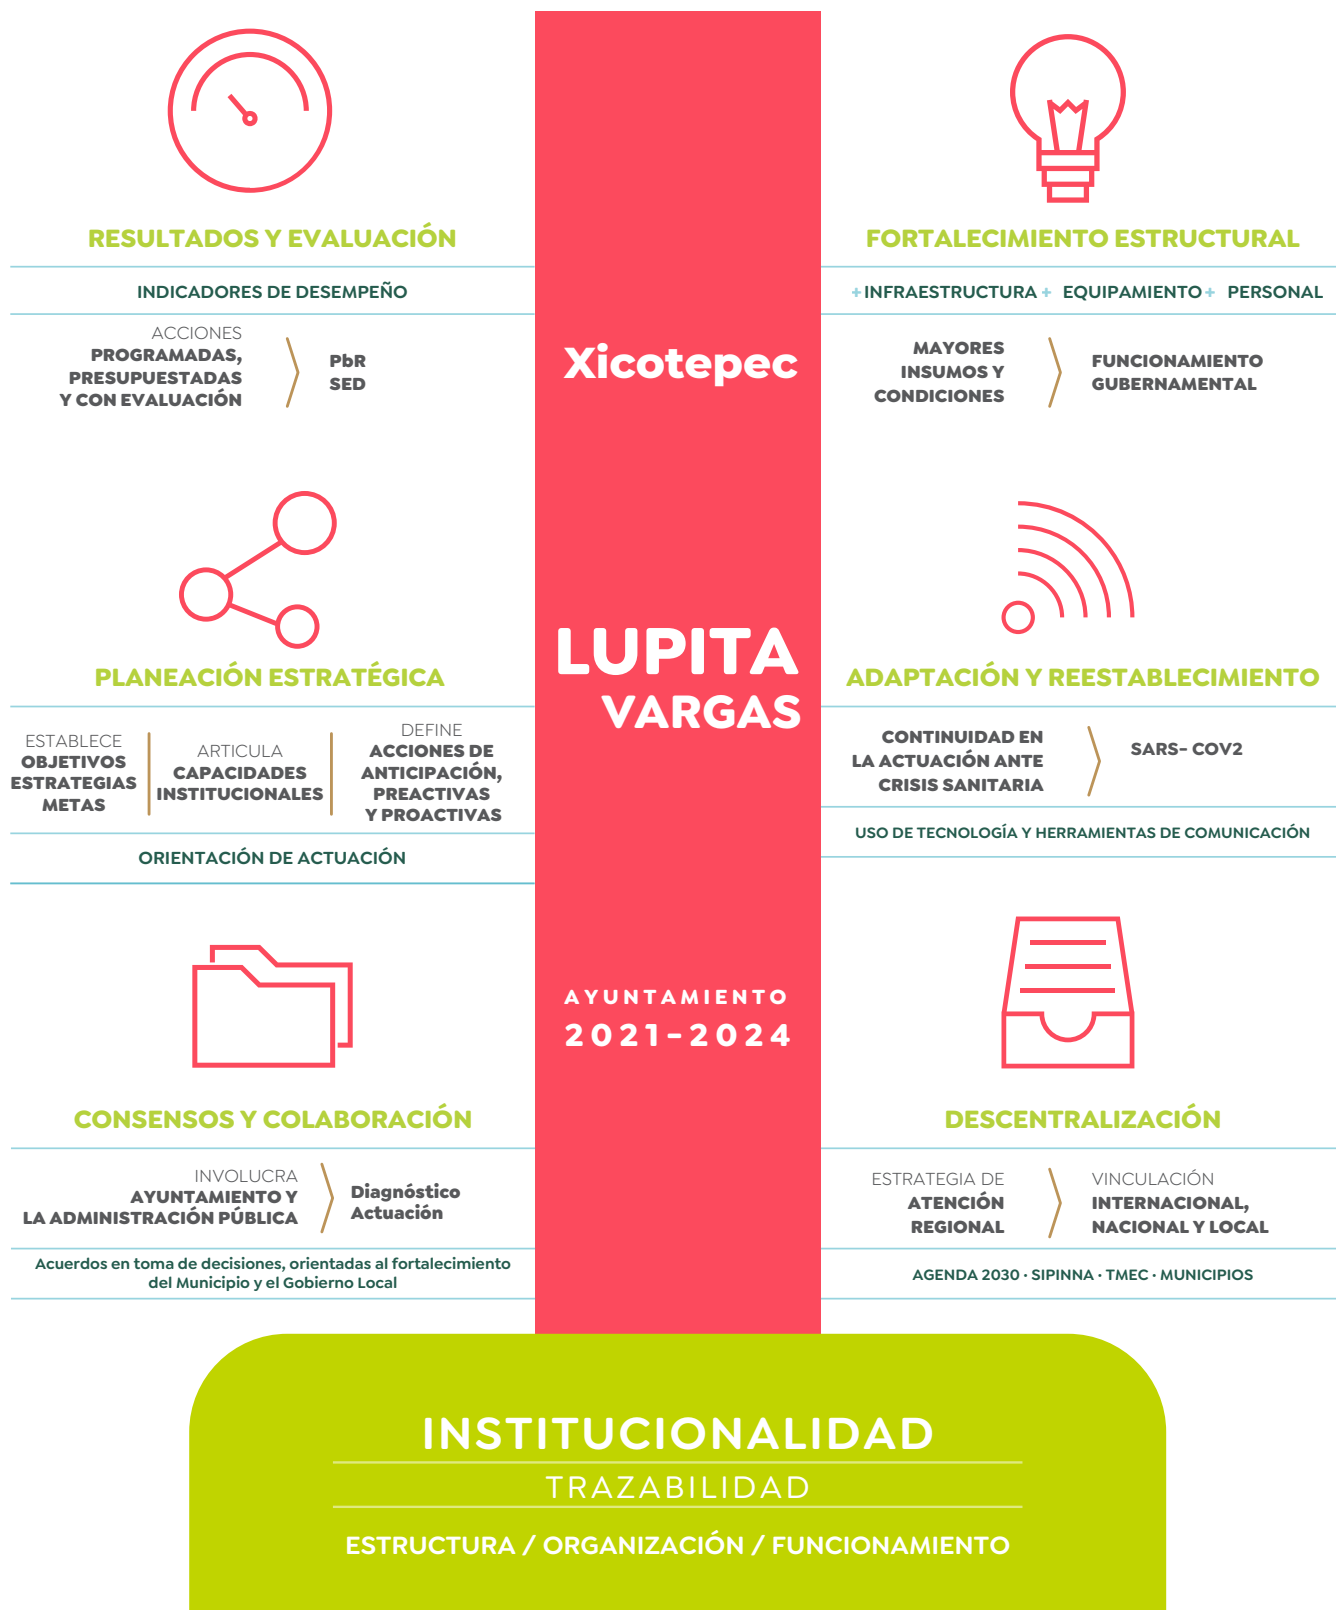 RESULTADOS Y EVALUACIÓN
INDICADORES DE DESEMPEÑO
ACCIONES
PROGRAMADAS,
PRESUPUESTADAS
Y CON EVALUACIÓN
PbR
SED
PLANEACIÓN ESTRATÉGICA
ESTABLECE
OBJETIVOS
ESTRATEGIAS
METAS
ARTICULA
CAPACIDADES
INSTITUCIONALES
DEFINE
ACCIONES DE
ANTICIPACIÓN,
PREACTIVAS
Y PROACTIVAS
ORIENTACIÓN DE ACTUACIÓN
CONSENSOS Y COLABORACIÓN
INVOLUCRA
AYUNTAMIENTO Y
LA ADMINISTRACIÓN PÚBLICA
Diagnóstico
Actuación
Acuerdos en toma de decisiones, orientadas al fortalecimiento
del Municipio y el Gobierno Local
Xicotepec
LUPITA
VARGAS
AYUNTAMIENTO
2021-2024
FORTALECIMIENTO ESTRUCTURAL
+ INFRAESTRUCTURA + EQUIPAMIENTO + PERSONAL
MAYORES
INSUMOS Y
CONDICIONES
FUNCIONAMIENTO
GUBERNAMENTAL
ADAPTACIÓN Y REESTABLECIMIENTO
CONTINUIDAD EN
LA ACTUACIÓN ANTE
CRISIS SANITARIA
SARS- COV2
USO DE TECNOLOGÍA Y HERRAMIENTAS DE COMUNICACIÓN
DESCENTRALIZACIÓN
ESTRATEGIA DE
ATENCIÓN
REGIONAL
VINCULACIÓN
INTERNACIONAL,
NACIONAL Y LOCAL
AGENDA 2030 · SIPINNA · TMEC · MUNICIPIOS
INSTITUCIONALIDAD
TRAZABILIDAD
ESTRUCTURA / ORGANIZACIÓN / FUNCIONAMIENTO